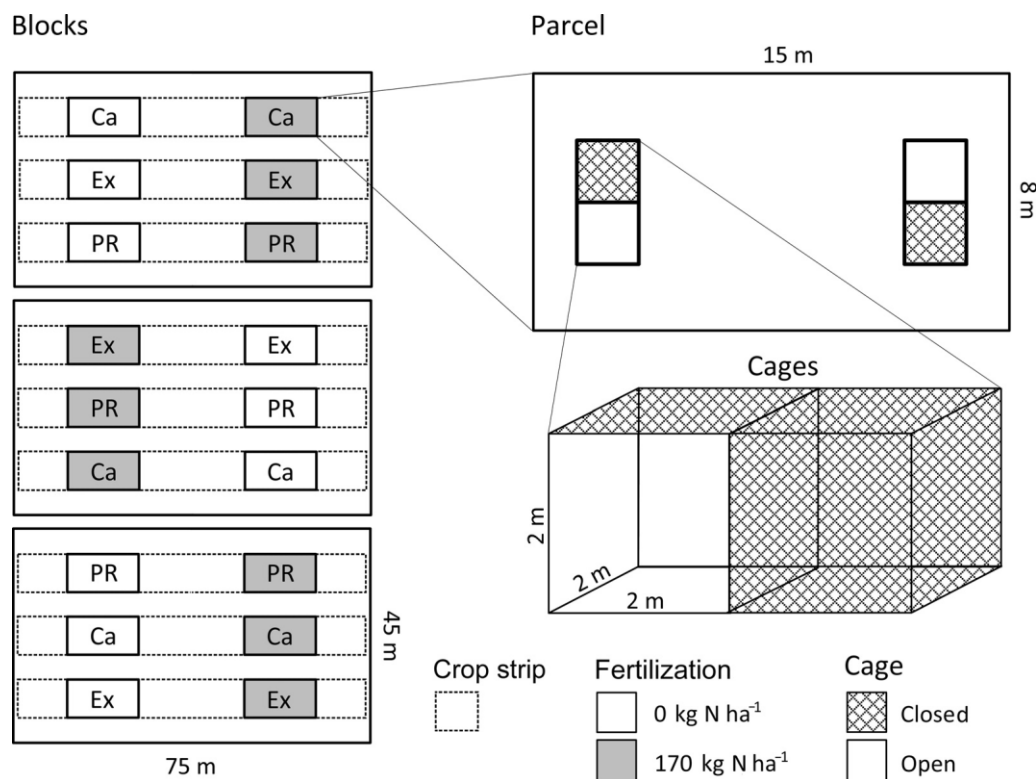 Blocks
Ca Ca
Ex Ex
PR PR
Ex Ex
PR PR
Ca Ca
PR PR
Ca Ca
Ex Ex
45 m
75 m
Parcel
15 m
8 m
Cages
2 m
2 m
2 m
Crop strip
Fertilization
0 kg N ha⁻¹
170 kg N ha⁻¹
Cage
Closed
Open